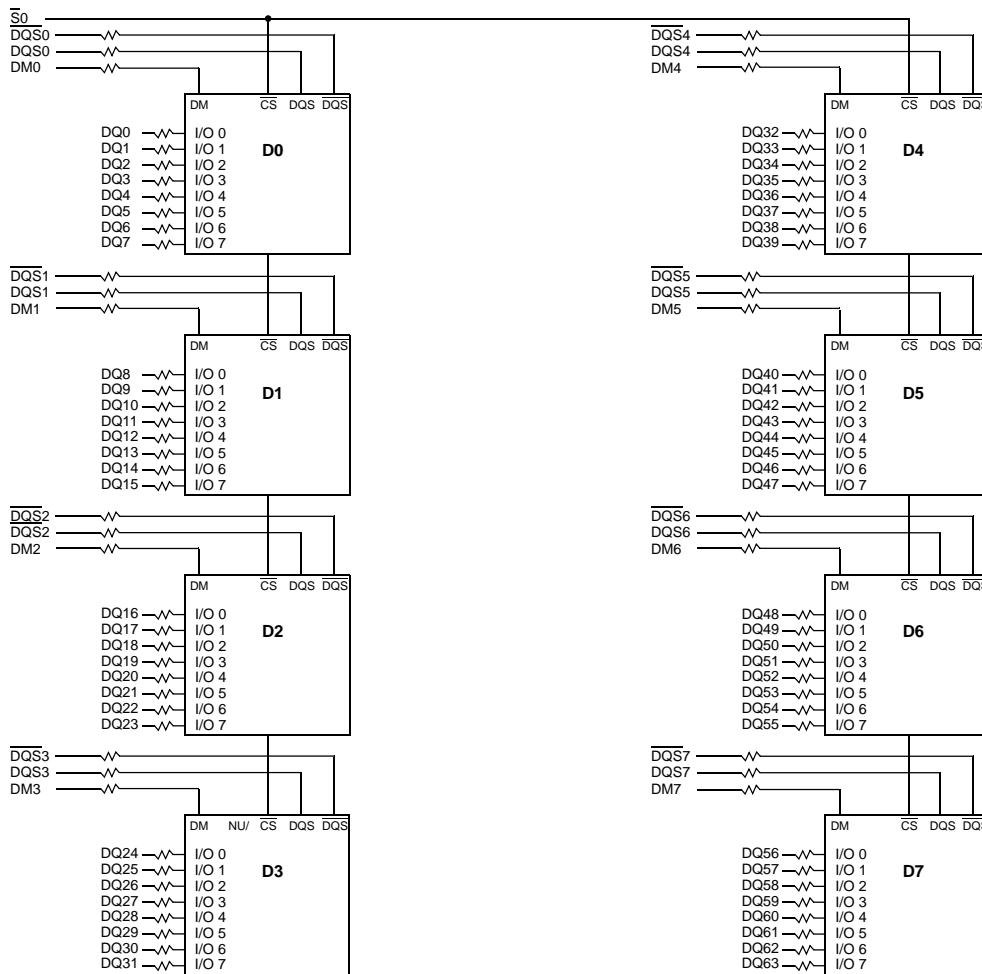 S0
DQS0
DQS0
DM0
DM CS DQS DQS
D0
DQ0 I/O 0
DQ1 I/O 1
DQ2 I/O 2
DQ3 I/O 3
DQ4 I/O 4
DQ5 I/O 5
DQ6 I/O 6
DQ7 I/O 7
DQS1
DQS1
DM1
DM CS DQS DQS
D1
DQ8 I/O 0
DQ9 I/O 1
DQ10 I/O 2
DQ11 I/O 3
DQ12 I/O 4
DQ13 I/O 5
DQ14 I/O 6
DQ15 I/O 7
DQS2
DQS2
DM2
DM CS DQS DQS
D2
DQ16 I/O 0
DQ17 I/O 1
DQ18 I/O 2
DQ19 I/O 3
DQ20 I/O 4
DQ21 I/O 5
DQ22 I/O 6
DQ23 I/O 7
DQS3
DQS3
DM3
DM NU/ CS DQS DQS
D3
DQ24 I/O 0
DQ25 I/O 1
DQ26 I/O 2
DQ27 I/O 3
DQ28 I/O 4
DQ29 I/O 5
DQ30 I/O 6
DQ31 I/O 7
DQS4
DQS4
DM4
DM CS DQS DQS
D4
DQ32 I/O 0
DQ33 I/O 1
DQ34 I/O 2
DQ35 I/O 3
DQ36 I/O 4
DQ37 I/O 5
DQ38 I/O 6
DQ39 I/O 7
DQS5
DQS5
DM5
DM CS DQS DQS
D5
DQ40 I/O 0
DQ41 I/O 1
DQ42 I/O 2
DQ43 I/O 3
DQ44 I/O 4
DQ45 I/O 5
DQ46 I/O 6
DQ47 I/O 7
DQS6
DQS6
DM6
DM CS DQS DQS
D6
DQ48 I/O 0
DQ49 I/O 1
DQ50 I/O 2
DQ51 I/O 3
DQ52 I/O 4
DQ53 I/O 5
DQ54 I/O 6
DQ55 I/O 7
DQS7
DQS7
DM7
DM CS DQS DQS
D7
DQ56 I/O 0
DQ57 I/O 1
DQ58 I/O 2
DQ59 I/O 3
DQ60 I/O 4
DQ61 I/O 5
DQ62 I/O 6
DQ63 I/O 7